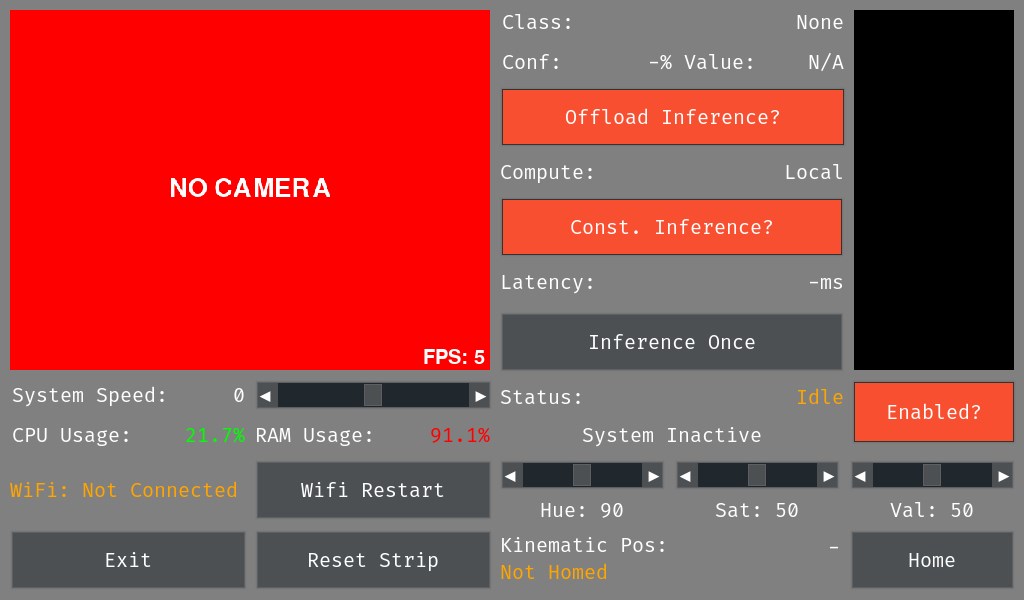 NO CAMERA
FPS: 5
Class: None
Conf: -% Value: N/A
Offload Inference?
Compute: Local
Const. Inference?
Latency: -ms
Inference Once
System Speed: 0
CPU Usage: 21.7% RAM Usage: 91.1%
WiFi: Not Connected
Wifi Restart
Exit
Reset Strip
Status: Idle
System Inactive
Enabled?
Hue: 90
Sat: 50
Val: 50
Kinematic Pos: -
Not Homed
Home